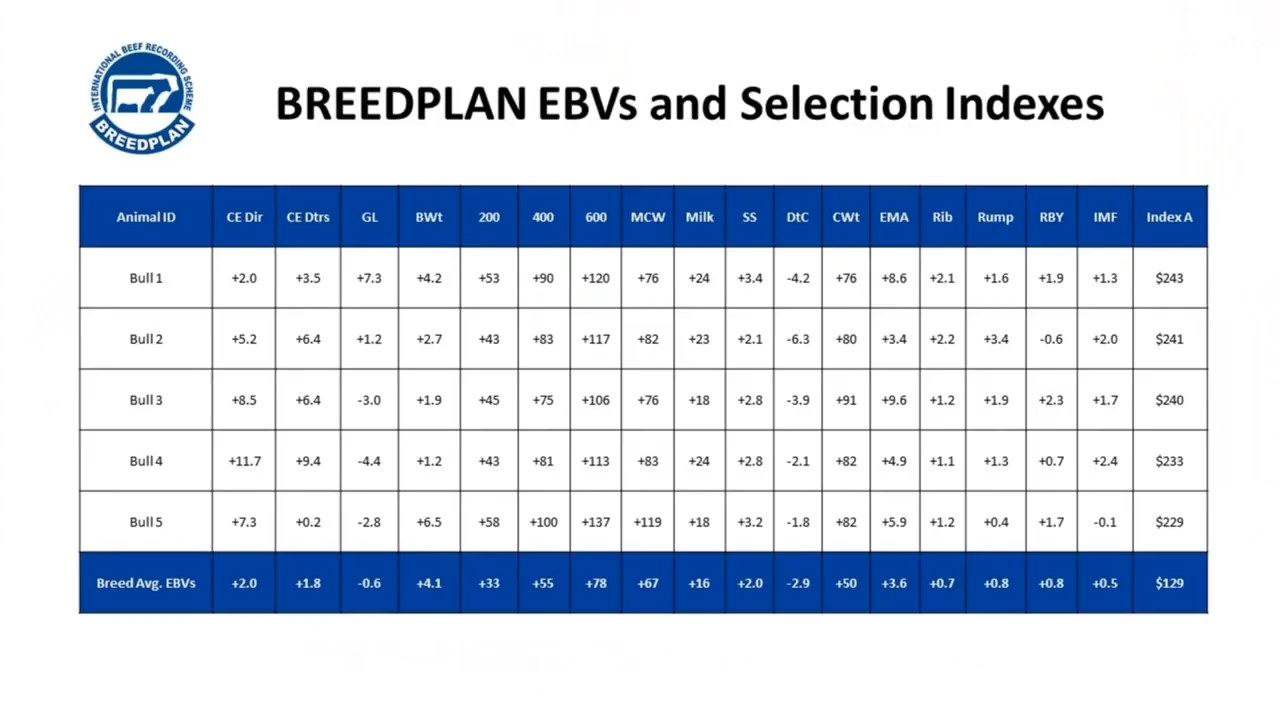 INTERNATIONAL BEEF RECORDING SCHEME
BREEDPLAN
BREEDPLAN EBVs and Selection Indexes
Animal ID CE Dir CE Dtrs GL BWt 200 400 600 MCW Milk SS DtC CWt EMA Rib Rump RBY IMF Index A
Bull 1 +2.0 +3.5 +7.3 +4.2 +53 +90 +120 +76 +24 +3.4 -4.2 +76 +8.6 +2.1 +1.6 +1.9 +1.3 $243
Bull 2 +5.2 +6.4 +1.2 +2.7 +43 +83 +117 +82 +23 +2.1 -6.3 +80 +3.4 +2.2 +3.4 -0.6 +2.0 $241
Bull 3 +8.5 +6.4 -3.0 +1.9 +45 +75 +106 +76 +18 +2.8 -3.9 +91 +9.6 +1.2 +1.9 +2.3 +1.7 $240
Bull 4 +11.7 +9.4 -4.4 +1.2 +43 +81 +113 +83 +24 +2.8 -2.1 +82 +4.9 +1.1 +1.3 +0.7 +2.4 $233
Bull 5 +7.3 +0.2 -2.8 +6.5 +58 +100 +137 +119 +18 +3.2 -1.8 +82 +5.9 +1.2 +0.4 +1.7 -0.1 $229
Breed Avg. EBVs +2.0 +1.8 -0.6 +4.1 +33 +55 +78 +67 +16 +2.0 -2.9 +50 +3.6 +0.7 +0.8 +0.8 +0.5 $129